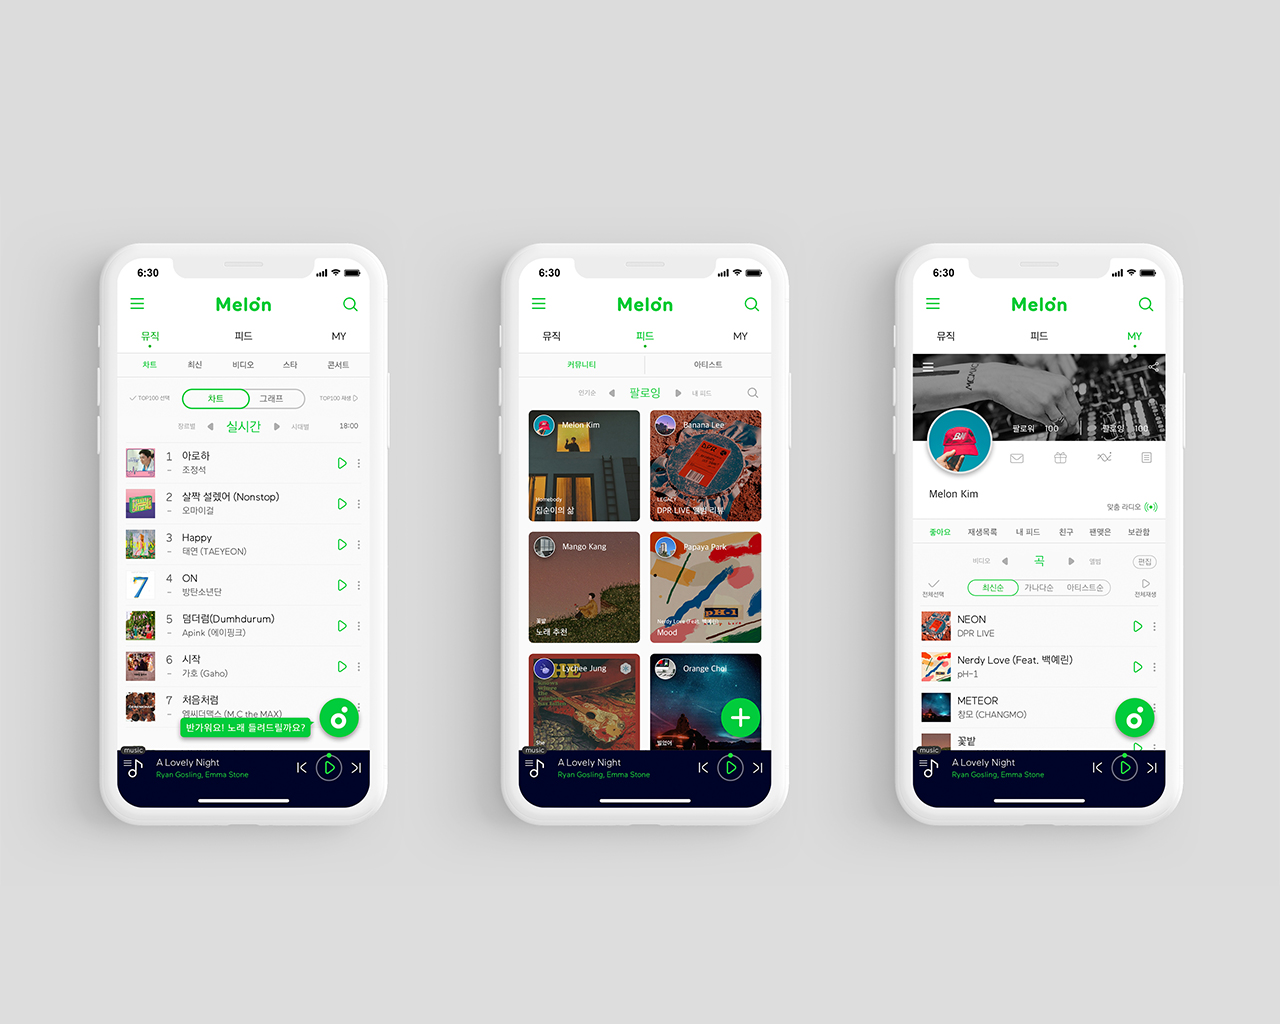 6:30
Melon
뮤직 피드 MY
차트 최신 비디오 스타 콘서트
TOP100 선택 차트 그래프 TOP100 재생
장르별 실시간 시대별 18:00
1 아로하
조정석
2 살짝 설렜어 (Nonstop)
오마이걸
3 Happy
태연 (TAEYEON)
4 ON
방탄소년단
5 덤더럼(Dumhdurum)
Apink (에이핑크)
6 시작
가호 (Gaho)
7 처음처럼
엠씨더맥스 (M.C the MAX)
반가워요! 노래 들려드릴까요?
music
A Lovely Night
Ryan Gosling, Emma Stone
6:30
Melon
뮤직 피드 MY
커뮤니티 아티스트
인기순 팔로잉 내 피드
Melon Kim
Homebody
집순이의 삶
Banana Lee
DPR
LEGACY
DPR LIVE 앨범 리뷰
Mango Kang
꽃밭
노래 추천
Papaya Park
pH-1
Nerdy Love (Feat. 백예린)
Mood
Lychee Jung
THE
She
Orange Choi
music
A Lovely Night
Ryan Gosling, Emma Stone
6:30
Melon
뮤직 피드 MY
팔로워 100 팔로잉 100
Melon Kim
맞춤 라디오
좋아요 재생목록 내 피드 친구 팬맺은 보관함
비디오 곡 앨범 편집
전체선택 최신순 가나다순 아티스트순 전체재생
NEON
DPR LIVE
Nerdy Love (Feat. 백예린)
pH-1
METEOR
창모 (CHANGMO)
꽃밭
music
A Lovely Night
Ryan Gosling, Emma Stone